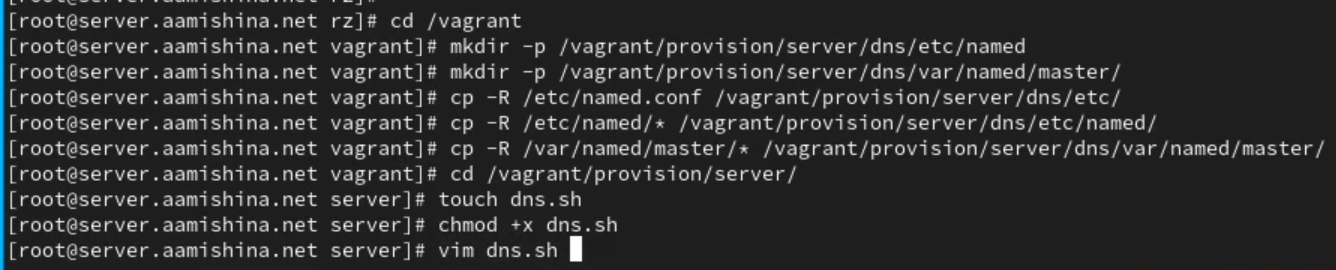 [root@server.aamishina.net rz]#
[root@server.aamishina.net rz]# cd /vagrant
[root@server.aamishina.net vagrant]# mkdir -p /vagrant/provision/server/dns/etc/named
[root@server.aamishina.net vagrant]# mkdir -p /vagrant/provision/server/dns/var/named/master/
[root@server.aamishina.net vagrant]# cp -R /etc/named.conf /vagrant/provision/server/dns/etc/
[root@server.aamishina.net vagrant]# cp -R /etc/named/* /vagrant/provision/server/dns/etc/named/
[root@server.aamishina.net vagrant]# cp -R /var/named/master/* /vagrant/provision/server/dns/var/named/master/
[root@server.aamishina.net vagrant]# cd /vagrant/provision/server/
[root@server.aamishina.net server]# touch dns.sh
[root@server.aamishina.net server]# chmod +x dns.sh
[root@server.aamishina.net server]# vim dns.sh